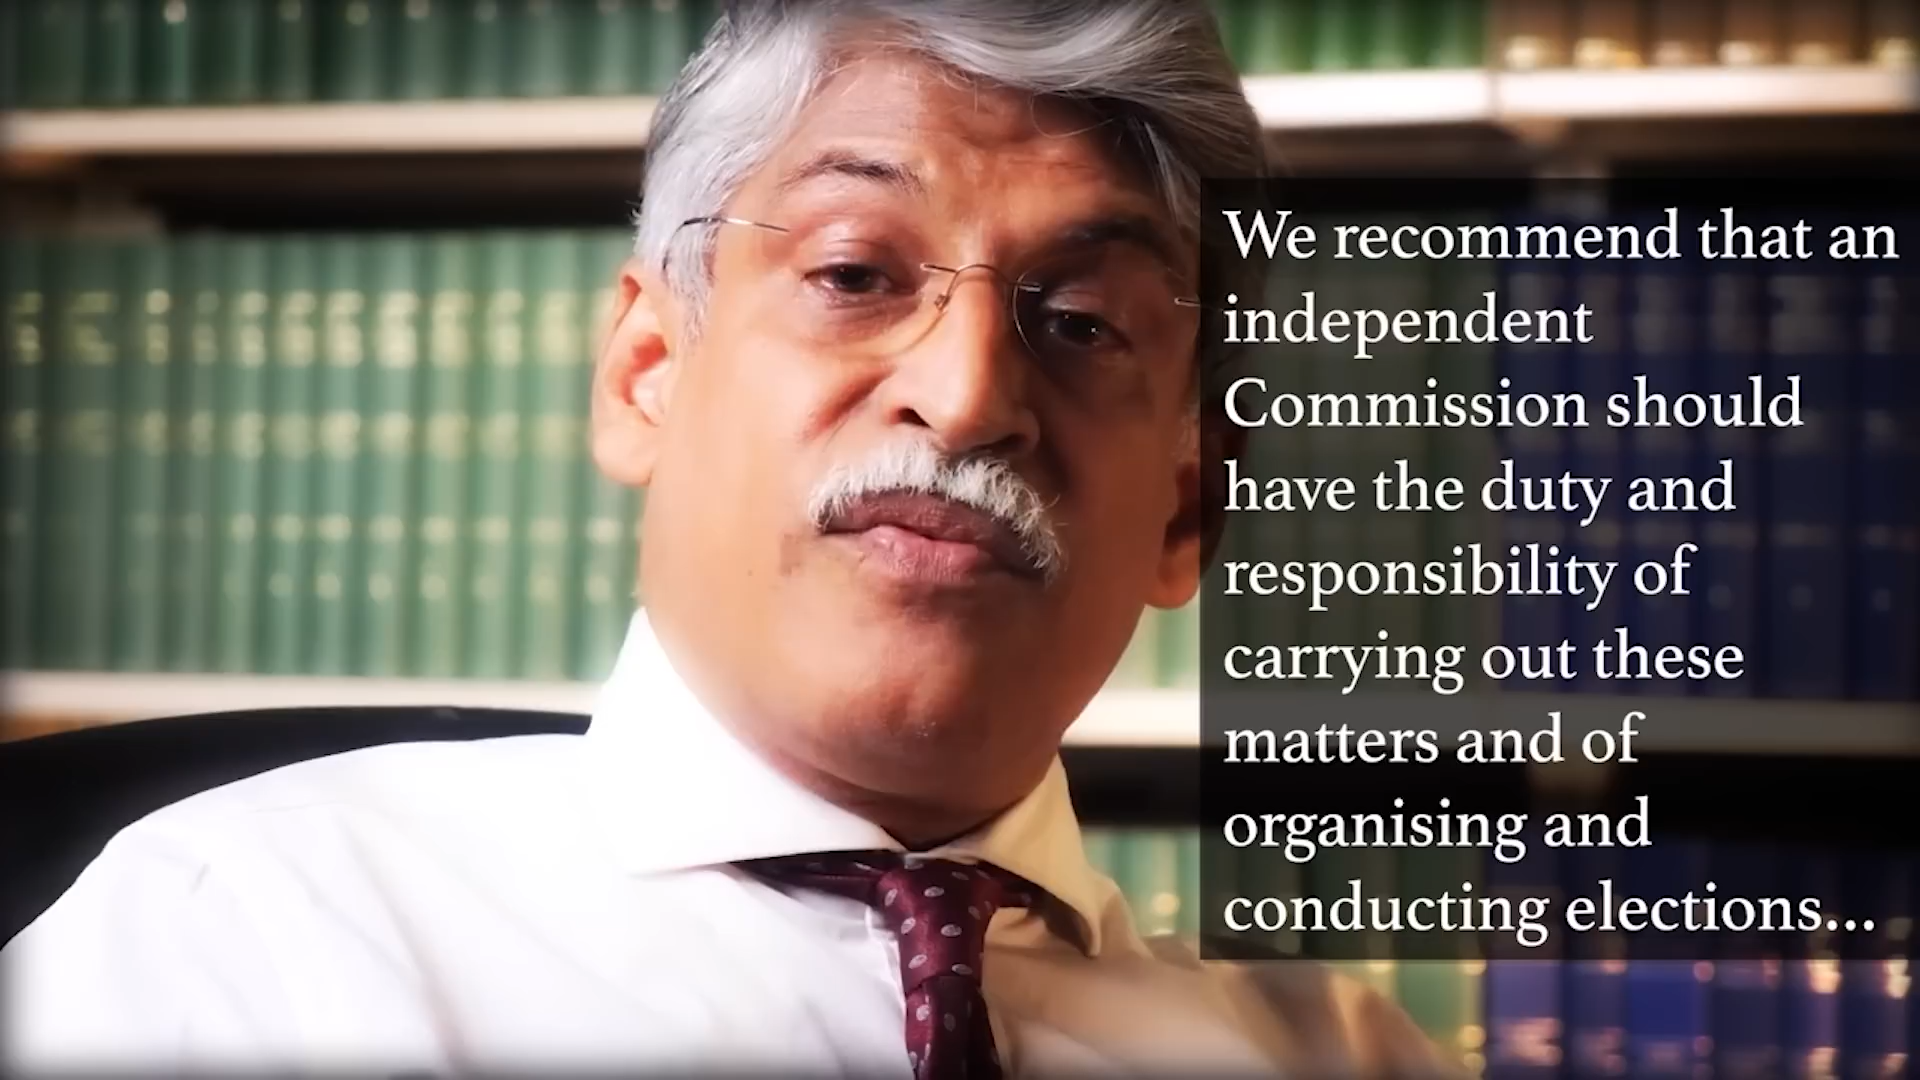 We recommend that an
independent
Commission should
have the duty and
responsibility of
carrying out these
matters and of
organising and
conducting elections...